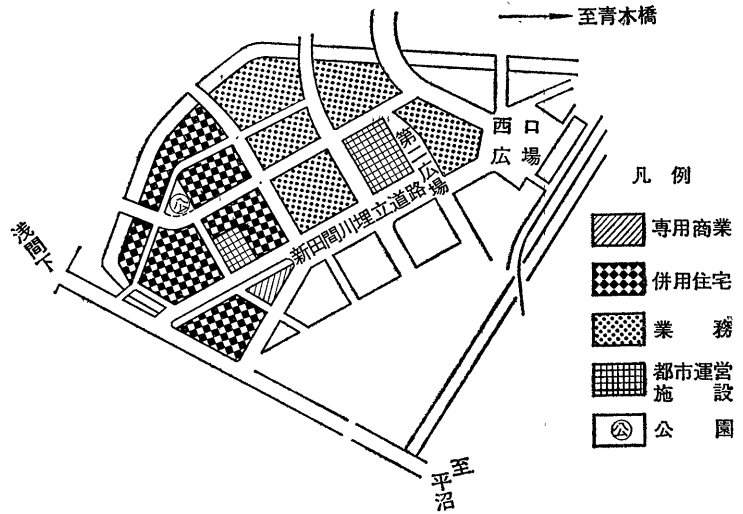 至青木橋
西口
広場
第一広場
新田間川埋立道路
公
浅間下
至
平沼
凡例
専用商業
併用住宅
業務
都市運営
施設
公 公園